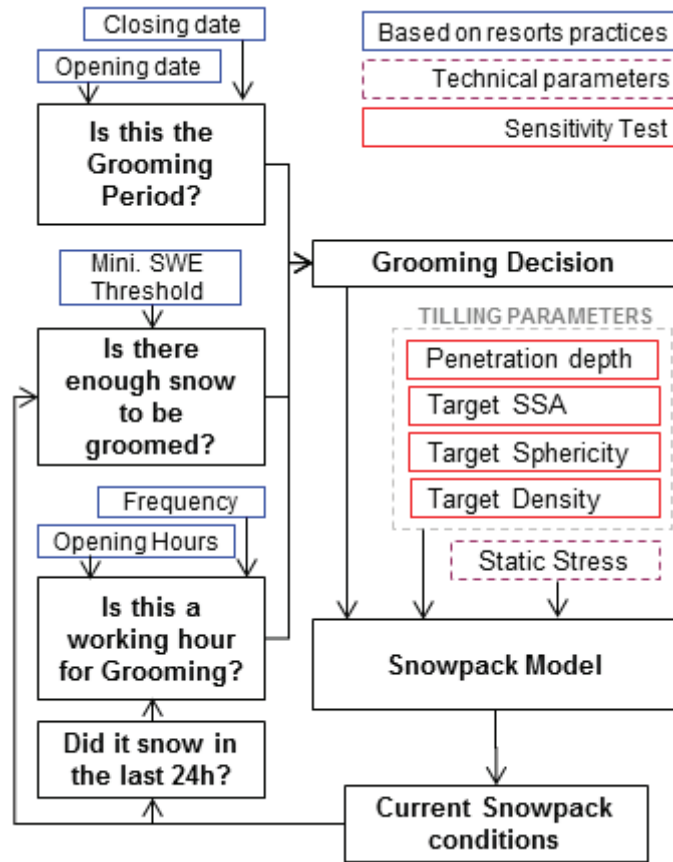 Closing date
Opening date
Based on resorts practices
Technical parameters
Sensitivity Test
Is this the
Grooming
Period?
Mini. SWE
Threshold
Grooming Decision
TILLING PARAMETERS
Is there
enough snow
to be
groomed?
Penetration depth
Target SSA
Target Sphericity
Target Density
Frequency
Opening Hours
Static Stress
Is this a
working hour
for Grooming?
Snowpack Model
Did it snow in
the last 24h?
Current Snowpack
conditions